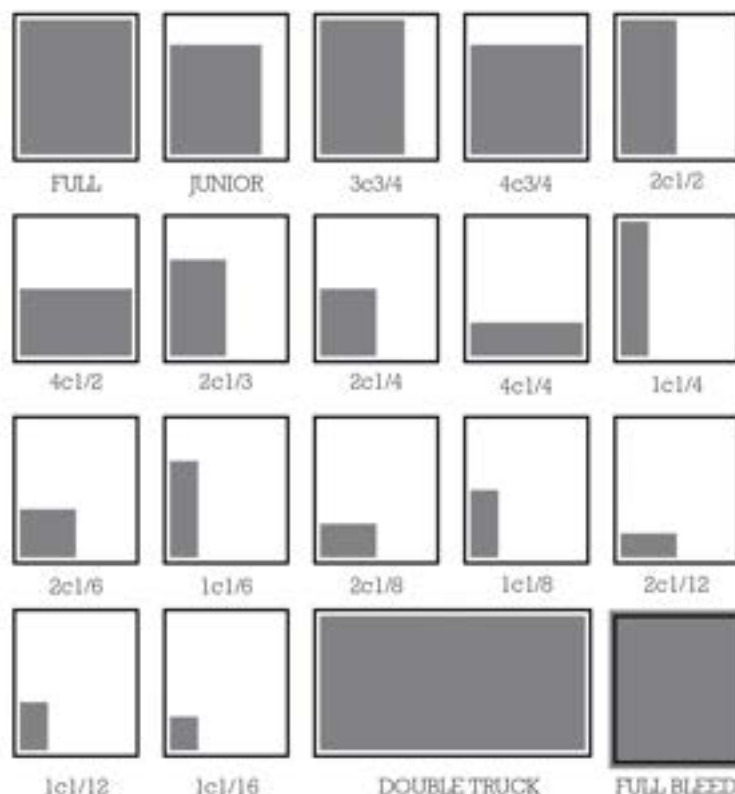 FULL JUNIOR 3c3/4 4c3/4 2c1/2
4c1/2 2c1/3 2c1/4 4c1/4 1c1/4
2c1/6 1c1/6 2c1/8 1c1/8 2c1/12
1c1/12 1c1/16 DOUBLE TRUCK FULL BLEED